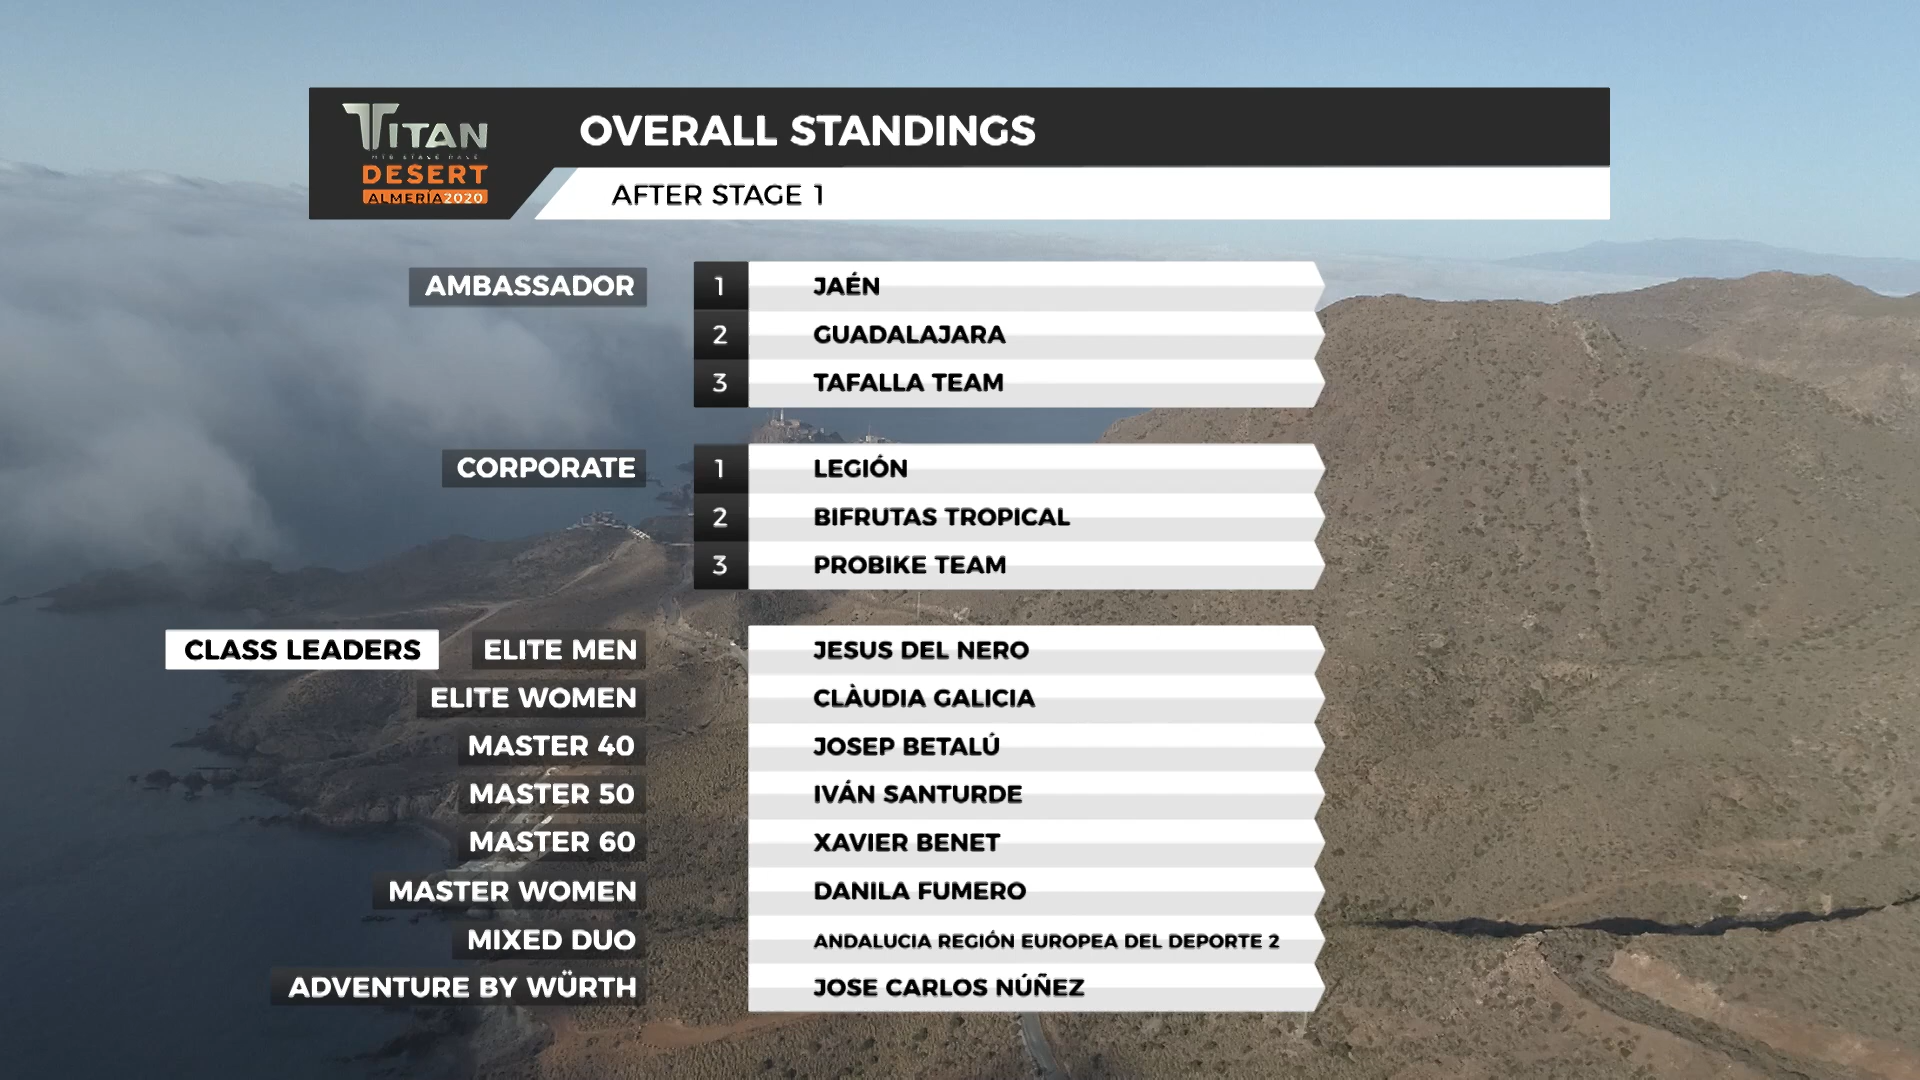 TITAN
MTB STAGE RACE
DESERT
ALMERÍA2020
OVERALL STANDINGS
AFTER STAGE 1
AMBASSADOR
1 JAÉN
2 GUADALAJARA
3 TAFALLA TEAM
CORPORATE
1 LEGIÓN
2 BIFRUTAS TROPICAL
3 PROBIKE TEAM
CLASS LEADERS ELITE MEN JESUS DEL NERO
ELITE WOMEN CLÀUDIA GALICIA
MASTER 40 JOSEP BETALÚ
MASTER 50 IVÁN SANTURDE
MASTER 60 XAVIER BENET
MASTER WOMEN DANILA FUMERO
MIXED DUO ANDALUCIA REGIÓN EUROPEA DEL DEPORTE 2
ADVENTURE BY WÜRTH JOSE CARLOS NÚÑEZ